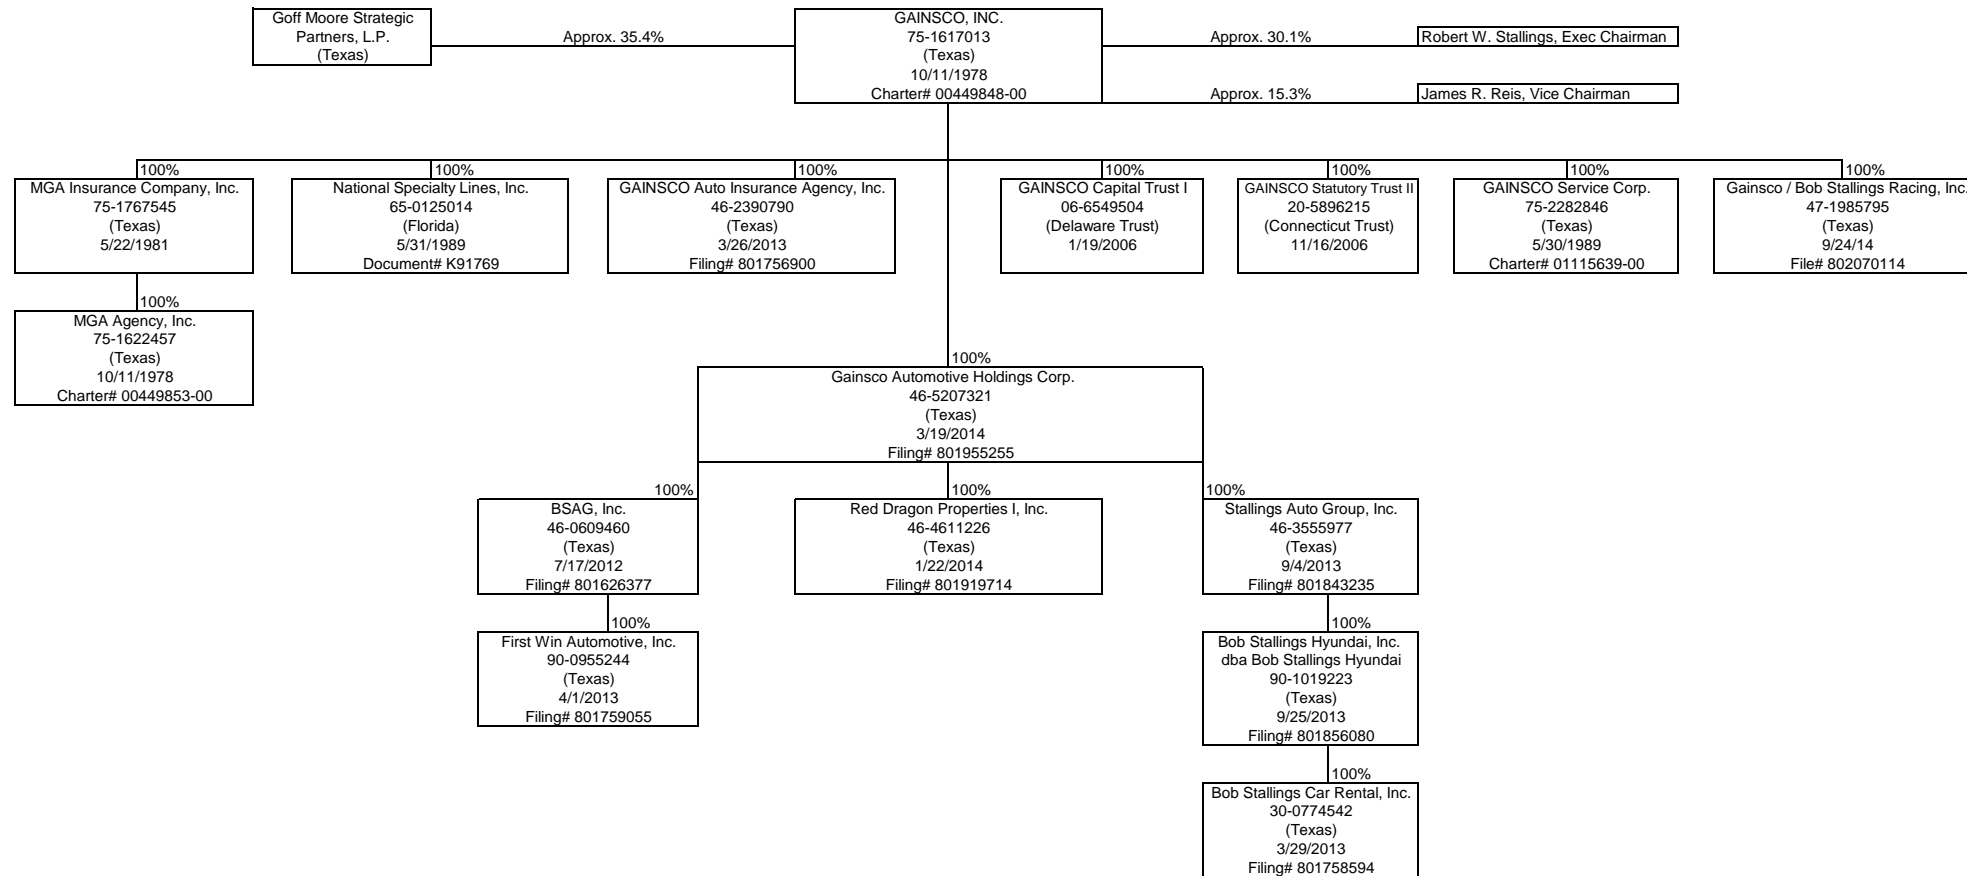 Goff Moore Strategic
Partners, L.P.
(Texas)
Approx. 35.4%
GAINSCO, INC.
75-1617013
(Texas)
10/11/1978
Charter# 00449848-00
Approx. 30.1%
Robert W. Stallings, Exec Chairman
Approx. 15.3%
James R. Reis, Vice Chairman
100%
MGA Insurance Company, Inc.
75-1767545
(Texas)
5/22/1981
100%
National Specialty Lines, Inc.
65-0125014
(Florida)
5/31/1989
Document# K91769
100%
GAINSCO Auto Insurance Agency, Inc.
46-2390790
(Texas)
3/26/2013
Filing# 801756900
100%
GAINSCO Capital Trust I
06-6549504
(Delaware Trust)
1/19/2006
100%
GAINSCO Statutory Trust II
20-5896215
(Connecticut Trust)
11/16/2006
100%
GAINSCO Service Corp.
75-2282846
(Texas)
5/30/1989
Charter# 01115639-00
100%
Gainsco / Bob Stallings Racing, Inc.
47-1985795
(Texas)
9/24/14
File# 802070114
100%
MGA Agency, Inc.
75-1622457
(Texas)
10/11/1978
Charter# 00449853-00
100%
Gainsco Automotive Holdings Corp.
46-5207321
(Texas)
3/19/2014
Filing# 801955255
100%
BSAG, Inc.
46-0609460
(Texas)
7/17/2012
Filing# 801626377
100%
Red Dragon Properties I, Inc.
46-4611226
(Texas)
1/22/2014
Filing# 801919714
100%
Stallings Auto Group, Inc.
46-3555977
(Texas)
9/4/2013
Filing# 801843235
100%
First Win Automotive, Inc.
90-0955244
(Texas)
4/1/2013
Filing# 801759055
100%
Bob Stallings Hyundai, Inc.
dba Bob Stallings Hyundai
90-1019223
(Texas)
9/25/2013
Filing# 801856080
100%
Bob Stallings Car Rental, Inc.
30-0774542
(Texas)
3/29/2013
Filing# 801758594